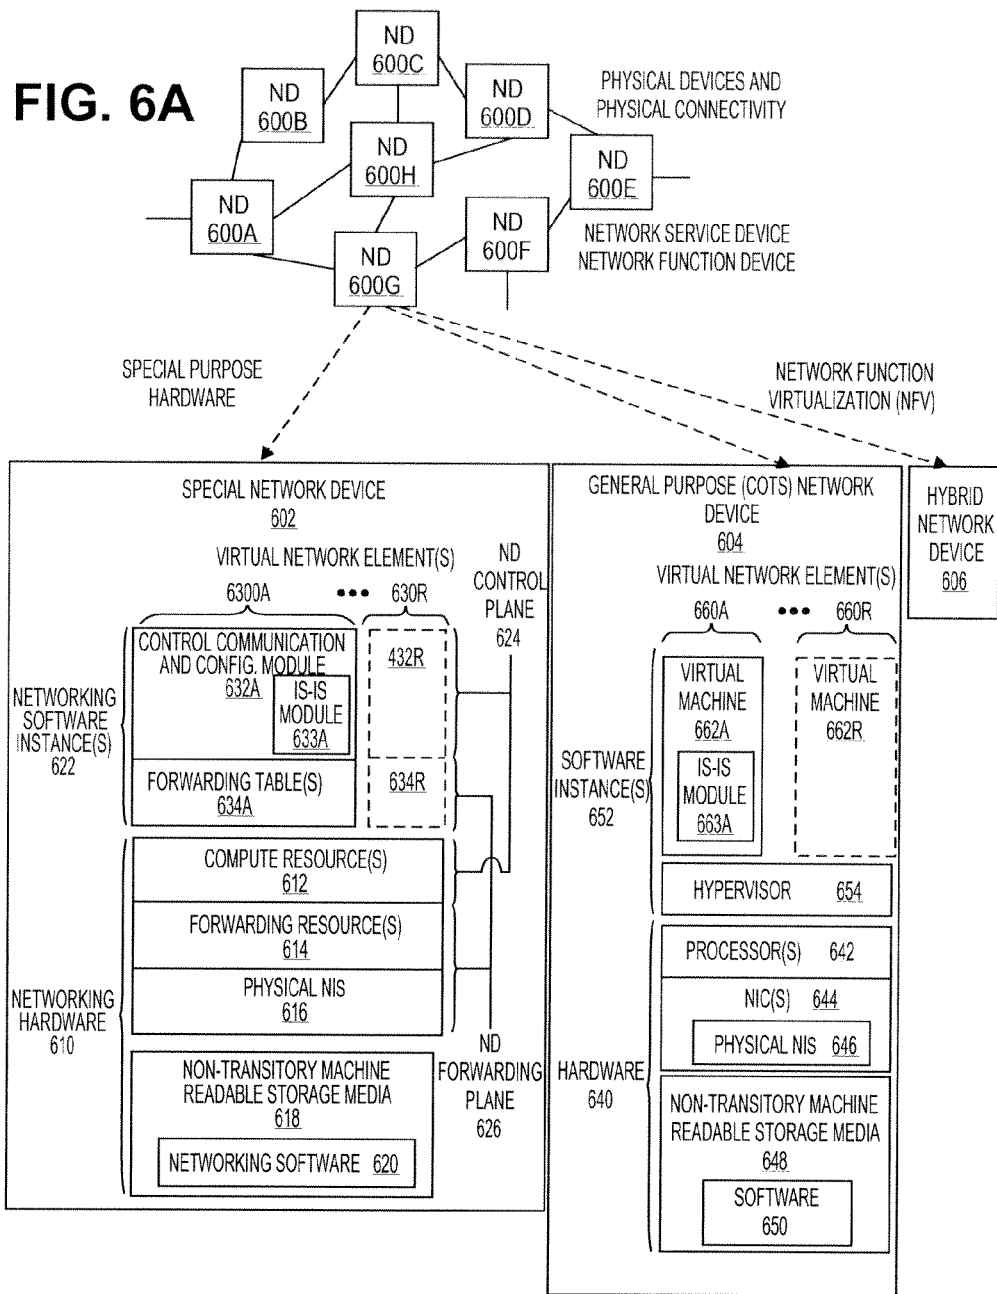 FIG. 6A
ND
600C
ND
600B
ND
600D
ND
600H
ND
600E
ND
600A
ND
600F
ND
600G
PHYSICAL DEVICES AND
PHYSICAL CONNECTIVITY
NETWORK SERVICE DEVICE
NETWORK FUNCTION DEVICE
SPECIAL PURPOSE
HARDWARE
NETWORK FUNCTION
VIRTUALIZATION (NFV)
SPECIAL NETWORK DEVICE
602
VIRTUAL NETWORK ELEMENT(S)
6300A
630R
ND
CONTROL
PLANE
624
CONTROL COMMUNICATION
AND CONFIG. MODULE
632A
IS-IS
MODULE
633A
432R
NETWORKING
SOFTWARE
INSTANCE(S)
622
FORWARDING TABLE(S)
634A
634R
COMPUTE RESOURCE(S)
612
FORWARDING RESOURCE(S)
614
PHYSICAL NIS
616
NETWORKING
HARDWARE
610
ND
FORWARDING
PLANE
626
NON-TRANSITORY MACHINE
READABLE STORAGE MEDIA
618
NETWORKING SOFTWARE 620
GENERAL PURPOSE (COTS) NETWORK
DEVICE
604
VIRTUAL NETWORK ELEMENT(S)
660A
660R
VIRTUAL
MACHINE
662A
IS-IS
MODULE
663A
VIRTUAL
MACHINE
662R
SOFTWARE
INSTANCE(S)
652
HYPERVISOR 654
PROCESSOR(S) 642
NIC(S) 644
PHYSICAL NIS 646
HARDWARE
640
NON-TRANSITORY MACHINE
READABLE STORAGE MEDIA
648
SOFTWARE
650
HYBRID
NETWORK
DEVICE
606